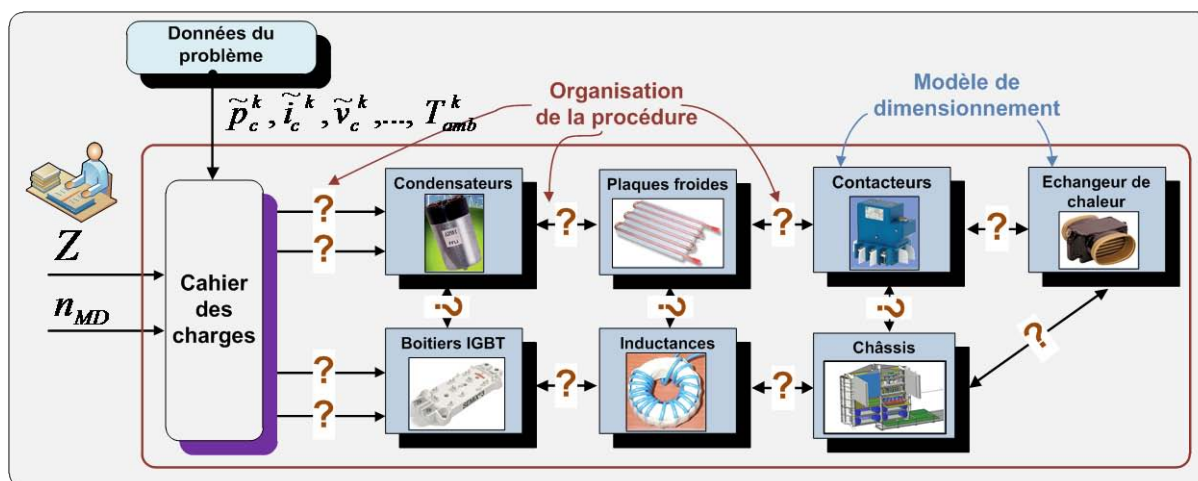 Données du
problème
p̃_c^k, ĩ_c^k, ṽ_c^k,..., T_amb^k
Organisation
de la procédure
Modèle de
dimensionnement
Condensateurs
Plaques froides
Contacteurs
Echangeur de
chaleur
? ? ? ?
?
Z
n_MD
Cahier
des
charges
? ? ? ?
Boitiers IGBT
Inductances
Châssis
? ? ?
?